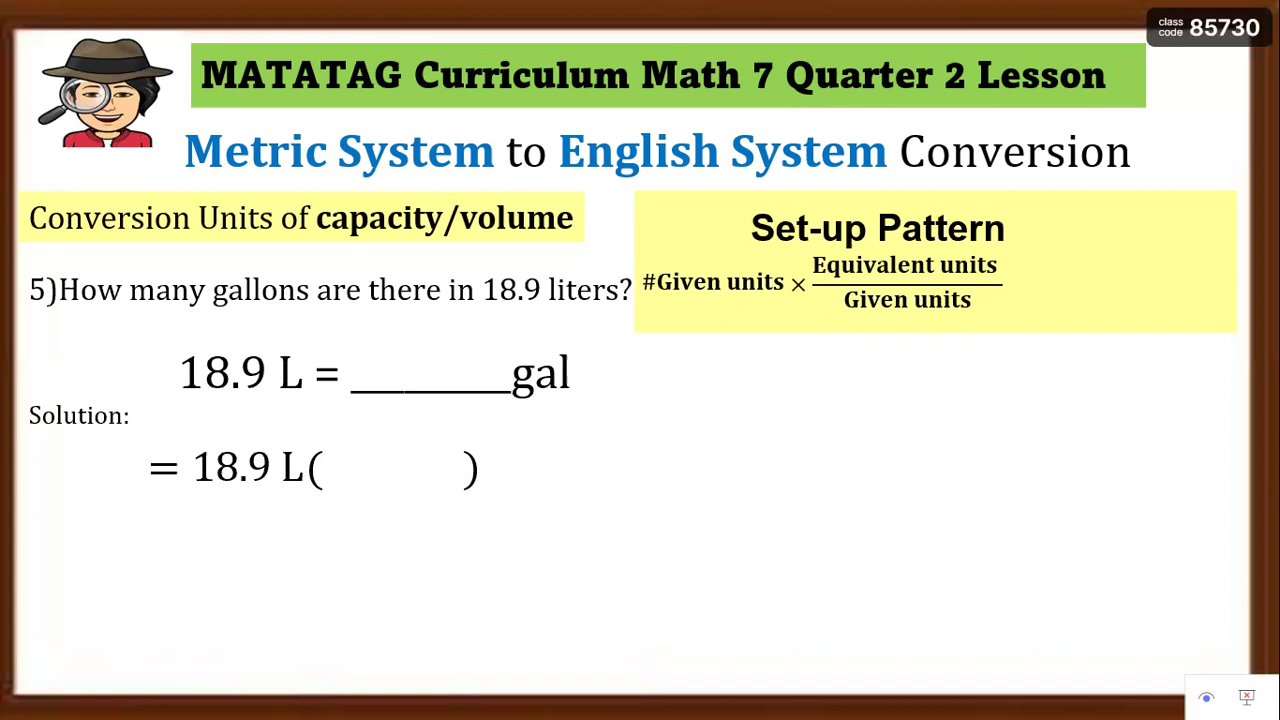 class code 85730
MATATAG Curriculum Math 7 Quarter 2 Lesson
Metric System to English System Conversion
Conversion Units of capacity/volume
5)How many gallons are there in 18.9 liters?
Set-up Pattern
#Given units × Equivalent units / Given units
18.9 L = ________gal
Solution:
= 18.9 L( )